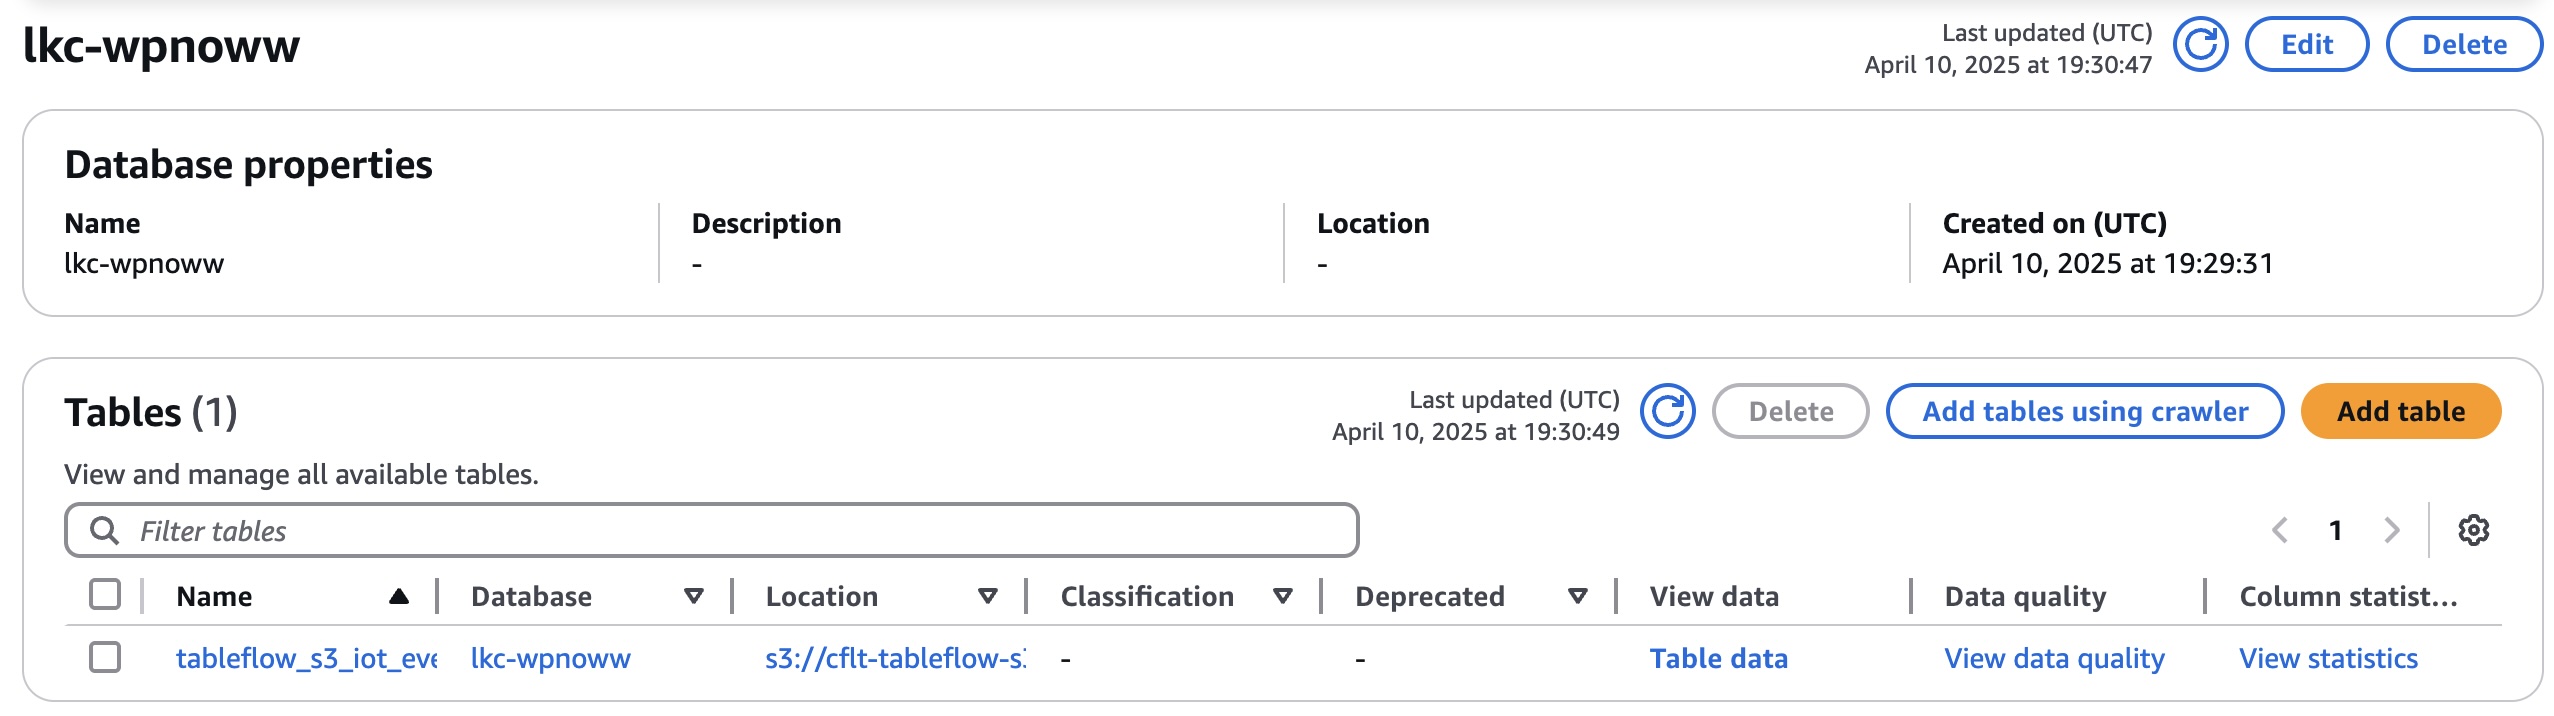 lkc-wpnoww
Last updated (UTC)
April 10, 2025 at 19:30:47
Edit
Delete
Database properties
Name
lkc-wpnoww
Description
-
Location
-
Created on (UTC)
April 10, 2025 at 19:29:31
Tables (1)
Last updated (UTC)
April 10, 2025 at 19:30:49
Delete
Add tables using crawler
Add table
View and manage all available tables.
Filter tables
1
Name Database Location Classification Deprecated View data Data quality Column statist...
tableflow_s3_iot_eve lkc-wpnoww s3://cflt-tableflow-s3 - - Table data View data quality View statistics